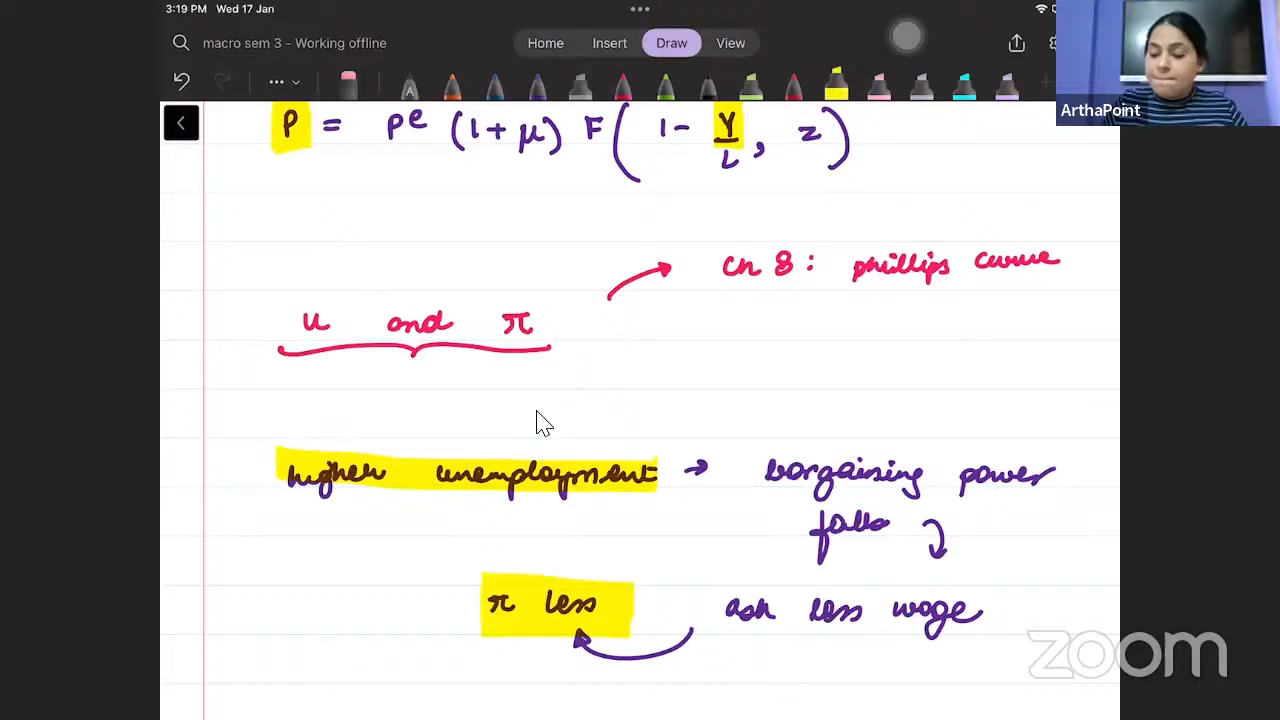 3:19 PM Wed 17 Jan
macro sem 3 - Working offline
Home Insert Draw View
ArthaPoint
P = pe (1 + μ) F ( 1 - Y/L, z )
ch 8 : phillips curve
u and π
higher unemployment → bargaining power
falls
π less
ask less wage
zoom